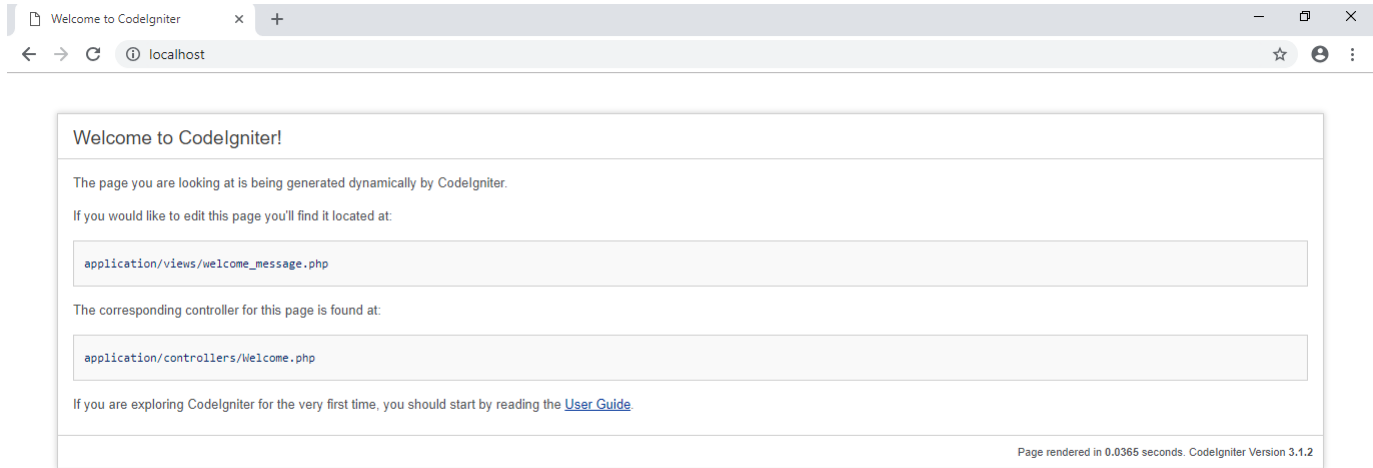 Welcome to CodeIgniter
localhost
Welcome to CodeIgniter!
The page you are looking at is being generated dynamically by CodeIgniter.
If you would like to edit this page you'll find it located at:
application/views/welcome_message.php
The corresponding controller for this page is found at:
application/controllers/Welcome.php
If you are exploring CodeIgniter for the very first time, you should start by reading the User Guide.
Page rendered in 0.0365 seconds. CodeIgniter Version 3.1.2